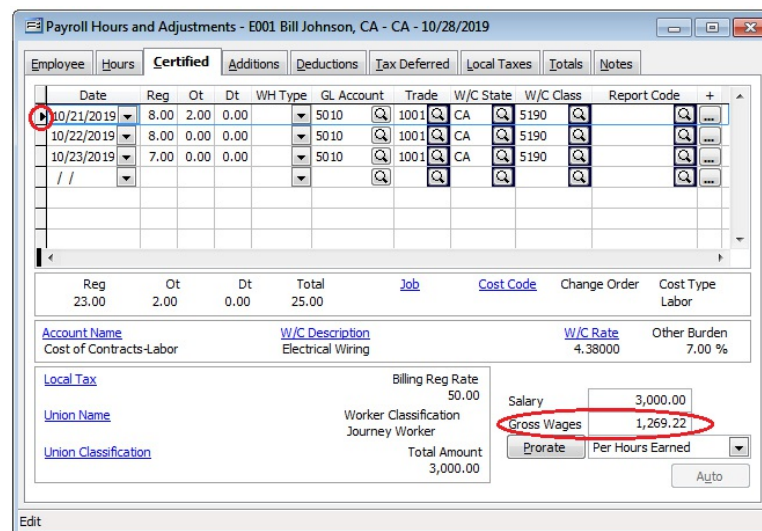 Payroll Hours and Adjustments - E001 Bill Johnson, CA - CA - 10/28/2019
Employee Hours Certified Additions Deductions Tax Deferred Local Taxes Totals Notes
Date Reg Ot Dt WH Type GL Account Trade W/C State W/C Class Report Code +
10/21/2019 8.00 2.00 0.00 5010 1001 CA 5190 ...
10/22/2019 8.00 0.00 0.00 5010 1001 CA 5190 ...
10/23/2019 7.00 0.00 0.00 5010 1001 CA 5190 ...
/ / ...
Reg Ot Dt Total Job Cost Code Change Order Cost Type
23.00 2.00 0.00 25.00 Labor
Account Name W/C Description W/C Rate Other Burden
Cost of Contracts-Labor Electrical Wiring 4.38000 7.00 %
Local Tax Billing Reg Rate
50.00
Union Name Worker Classification
Journey Worker
Union Classification Total Amount
3,000.00
Salary 3,000.00
Gross Wages 1,269.22
Prorate Per Hours Earned
Auto
Edit